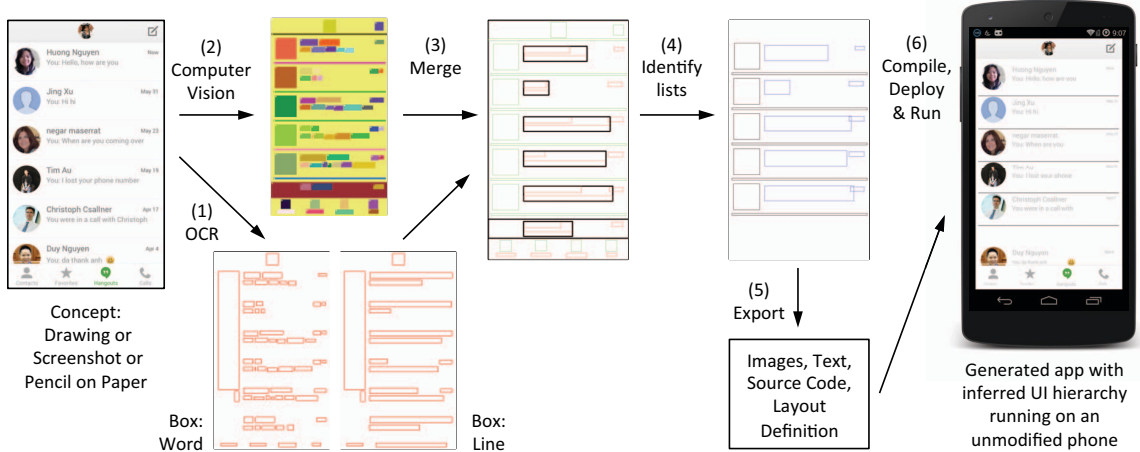 Huong Nguyen
Now
You: Hello, how are you
Jing Xu
May 31
You: Hi hi
negar maserrat
May 23
You: When are you coming over
Tim Au
May 19
You: I lost your phone number
Christoph Csallner
Apr 17
You were in a call with Christoph
Duy Nguyen
Apr 4
You: da thank anh
Contacts
Favorites
Hangouts
Calls
Concept:
Drawing or
Screenshot or
Pencil on Paper
(2)
Computer
Vision
(1)
OCR
Box:
Word
Box:
Line
(3)
Merge
(4)
Identify
lists
(5)
Export
Images, Text,
Source Code,
Layout
Definition
(6)
Compile,
Deploy
& Run
9:07
Huong Nguyen
You: Hello, how are you
Jing Xu
You: Hi hi
negar maserrat
You: When are you
Tim Au
You: I lost your phone
Christoph Csallner
You were in a call with
Duy Nguyen
You: da thank anh
Generated app with
inferred UI hierarchy
running on an
unmodified phone